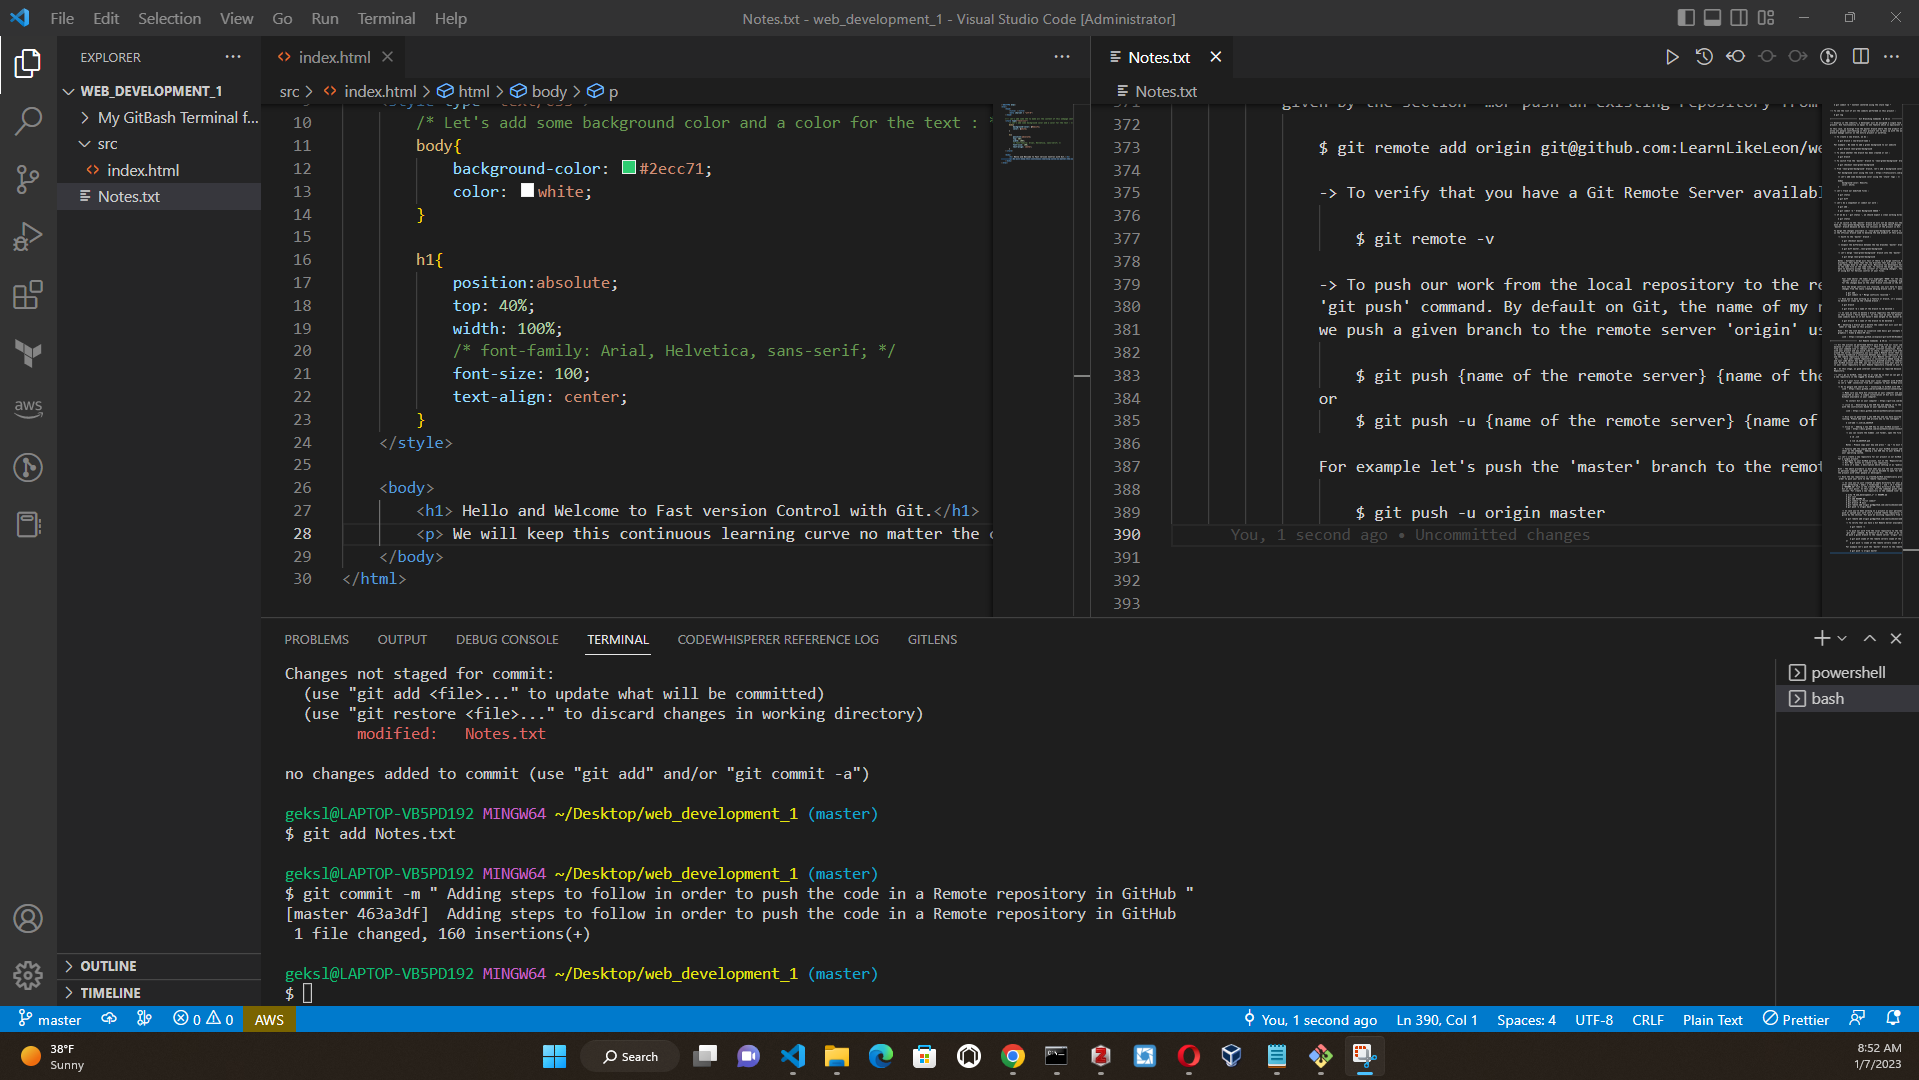 File Edit Selection View Go Run Terminal Help
Notes.txt - web_development_1 - Visual Studio Code [Administrator]
EXPLORER
WEB_DEVELOPMENT_1
My GitBash Terminal f...
src
index.html
Notes.txt
OUTLINE
TIMELINE
aws
index.html
src > index.html > html > body > p
10 /* Let's add some background color and a color for the text :
11 body{
12 background-color: #2ecc71;
13 color: white;
14 }
15
16 h1{
17 position:absolute;
18 top: 40%;
19 width: 100%;
20 /* font-family: Arial, Helvetica, sans-serif; */
21 font-size: 100;
22 text-align: center;
23 }
24 </style>
25
26 <body>
27 <h1> Hello and Welcome to Fast version Control with Git.</h1>
28 <p> We will keep this continuous learning curve no matter the
29 </body>
30 </html>
Notes.txt
Notes.txt
371 given by the section "…or push an existing repository from
372
373 $ git remote add origin git@github.com:LearnLikeLeon/we
374
375 -> To verify that you have a Git Remote Server availabl
376
377 $ git remote -v
378
379 -> To push our work from the local repository to the re
380 'git push' command. By default on Git, the name of my r
381 we push a given branch to the remote server 'origin' us
382
383 $ git push {name of the remote server} {name of the
384 or
385 $ git push -u {name of the remote server} {name of
386
387 For example let's push the 'master' branch to the remot
388
389 $ git push -u origin master
390 You, 1 second ago • Uncommitted changes
391
392
393
PROBLEMS OUTPUT DEBUG CONSOLE TERMINAL CODEWHISPERER REFERENCE LOG GITLENS
Changes not staged for commit:
(use "git add <file>..." to update what will be committed)
(use "git restore <file>..." to discard changes in working directory)
modified: Notes.txt
no changes added to commit (use "git add" and/or "git commit -a")
geksl@LAPTOP-VB5PD192 MINGW64 ~/Desktop/web_development_1 (master)
$ git add Notes.txt
geksl@LAPTOP-VB5PD192 MINGW64 ~/Desktop/web_development_1 (master)
$ git commit -m " Adding steps to follow in order to push the code in a Remote repository in GitHub "
[master 463a3df]  Adding steps to follow in order to push the code in a Remote repository in GitHub
1 file changed, 160 insertions(+)
geksl@LAPTOP-VB5PD192 MINGW64 ~/Desktop/web_development_1 (master)
$
powershell
bash
master 0 0 AWS You, 1 second ago Ln 390, Col 1 Spaces: 4 UTF-8 CRLF Plain Text Prettier
38°F
Sunny
Search
8:52 AM
1/7/2023